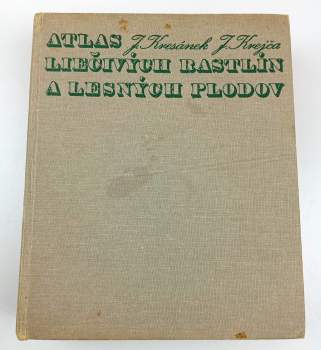 ATLAS J. Kresánek J. Krejča
LIEČIVÝCH RASTLÍN
A LESNÝCH PLODOV